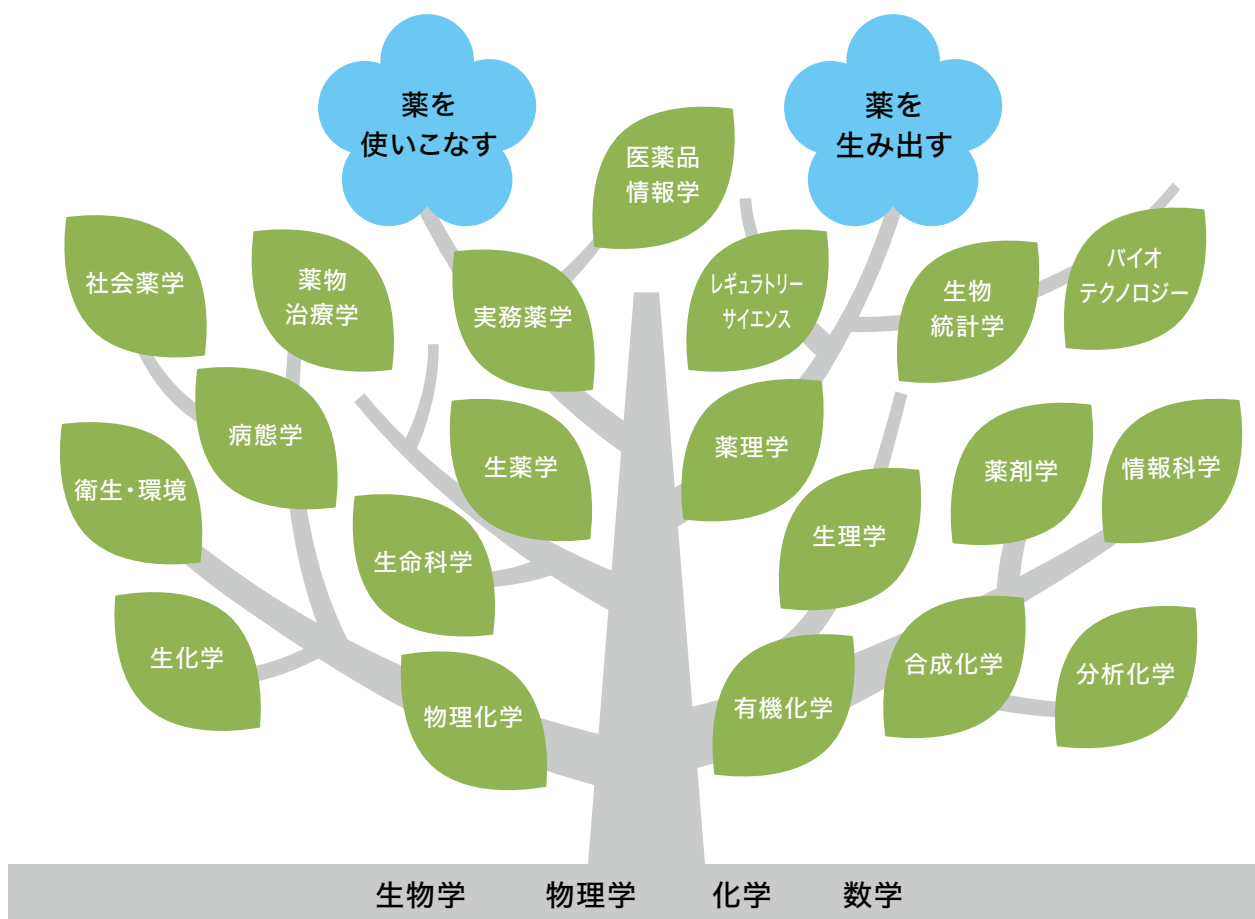 薬を
使いこなす
薬を
生み出す
医薬品
情報学
社会薬学
薬物
治療学
実務薬学
レギュラトリー
サイエンス
生物
統計学
バイオ
テクノロジー
衛生・環境
病態学
生薬学
薬理学
薬剤学
情報科学
生命科学
生理学
生化学
物理化学
有機化学
合成化学
分析化学
生物学 物理学 化学 数学